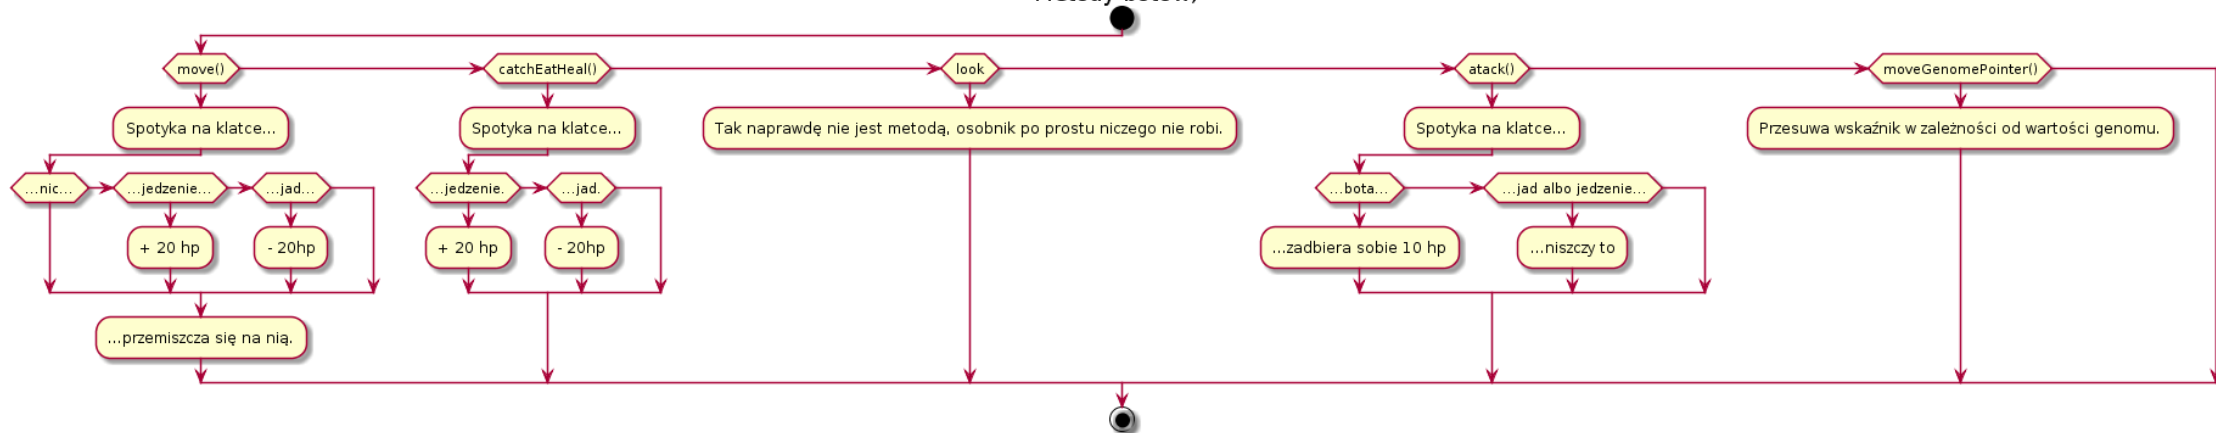 move()
catchEatHeal()
look
atack()
moveGenomePointer()
Spotyka na klatce...
Spotyka na klatce...
Tak naprawdę nie jest metodą, osobnik po prostu niczego nie robi.
Spotyka na klatce...
Przesuwa wskaźnik w zależności od wartości genomu.
...nic...
...jedzenie...
...jad...
...jedzenie.
...jad.
...bota...
...jad albo jedzenie...
+ 20 hp
- 20hp
+ 20 hp
- 20hp
...zadbiera sobie 10 hp
...niszczy to
...przemiszcza się na nią.